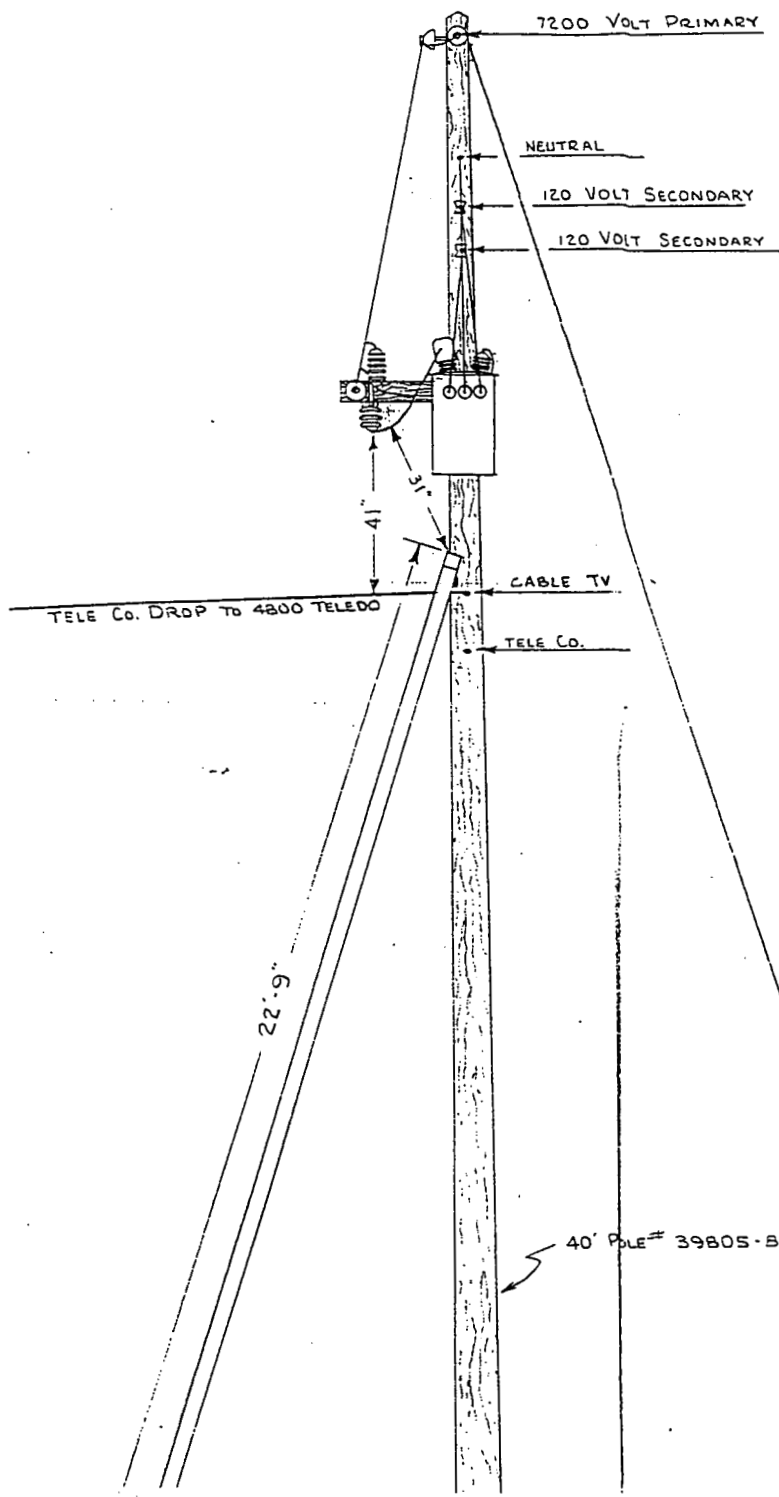 7200 VOLT PRIMARY
NEUTRAL
120 VOLT SECONDARY
120 VOLT SECONDARY
31"
41"
CABLE TV
TELE CO. DROP TO 4800 TELEDO
TELE CO.
22'-9"
40' POLE# 39805-B